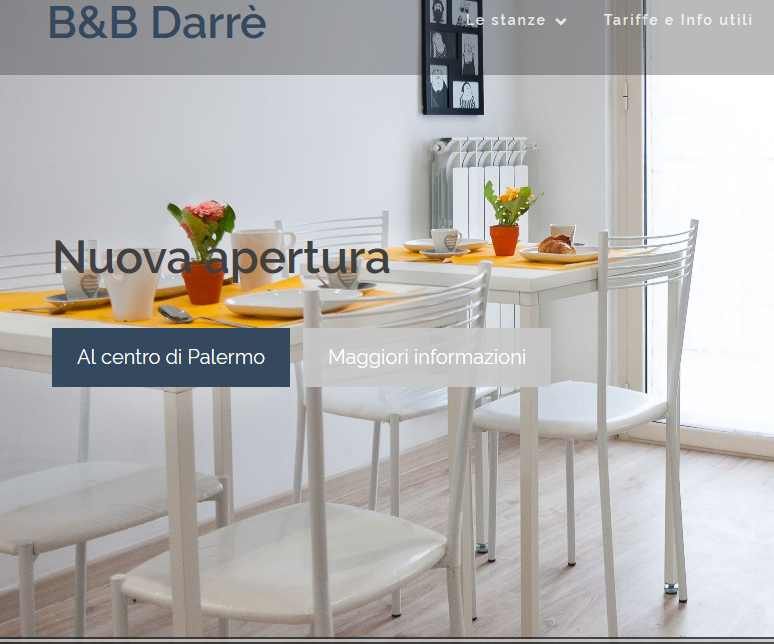 B&B Darrè
Le stanze
Tariffe e Info utili
Nuova apertura
Al centro di Palermo
Maggiori informazioni